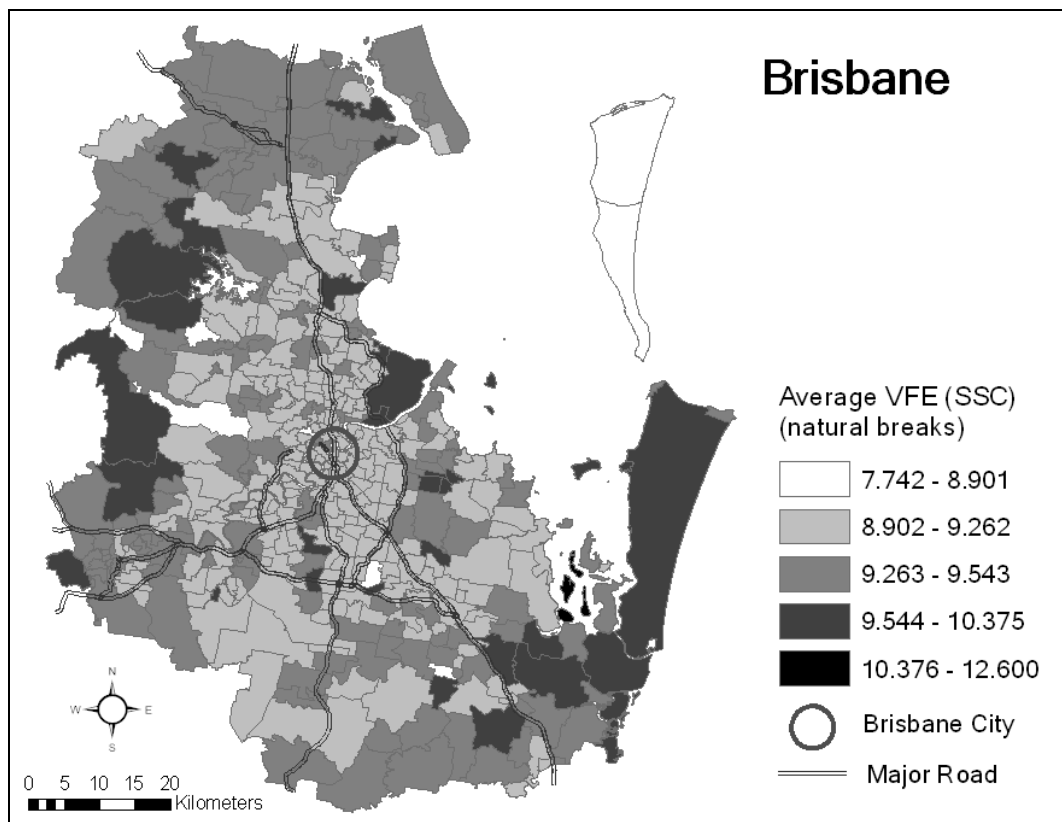 Brisbane
Average VFE (SSC)
(natural breaks)
7.742 - 8.901
8.902 - 9.262
9.263 - 9.543
9.544 - 10.375
10.376 - 12.600
Brisbane City
Major Road
N
W E
S
0 5 10 15 20
Kilometers